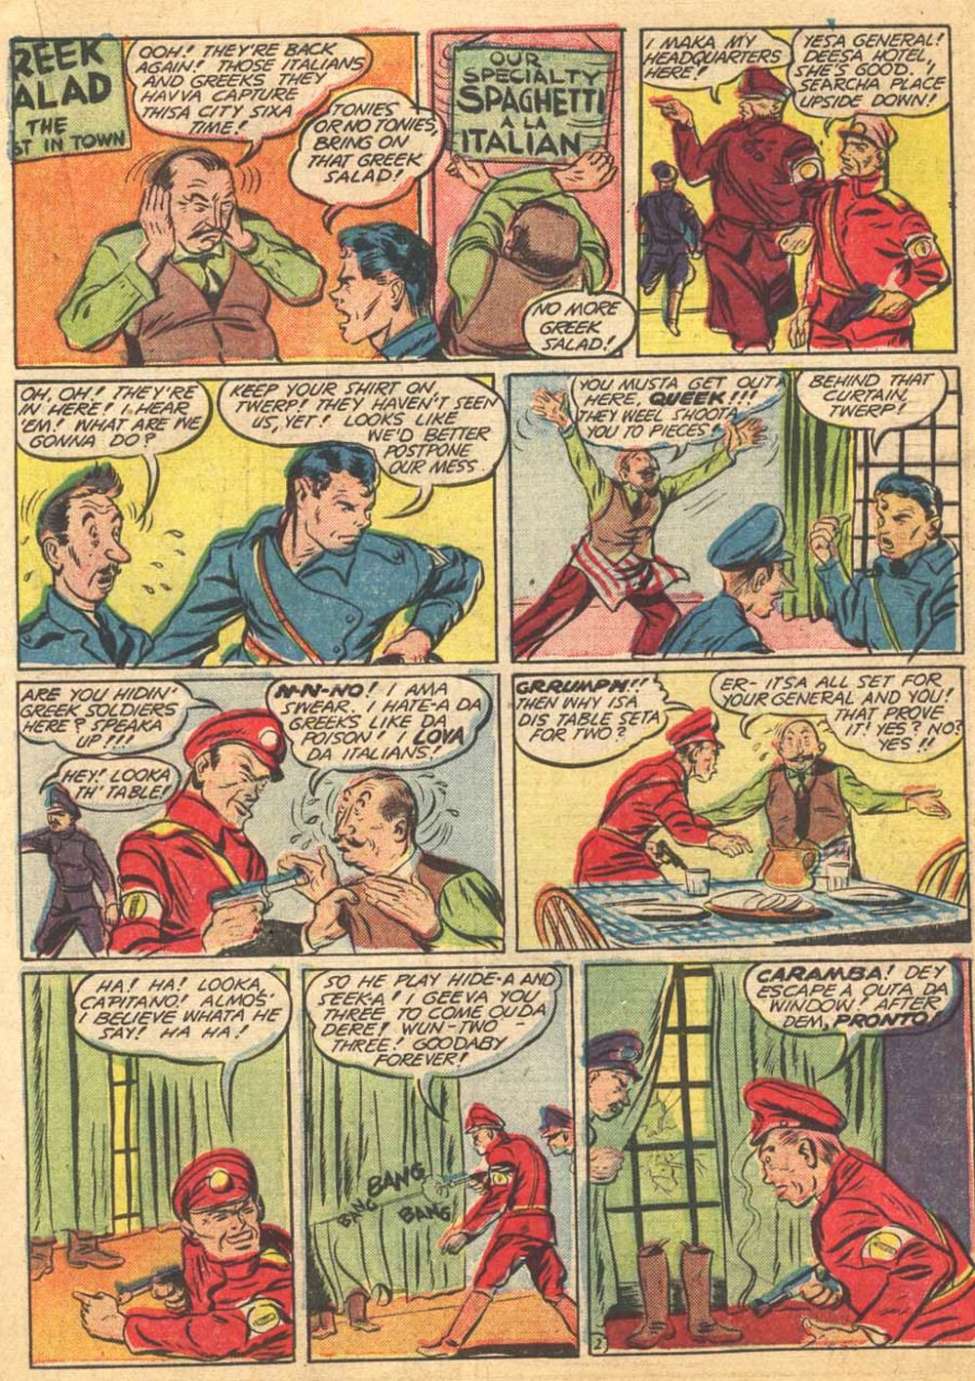 REEK
ALAD
THE
ST IN TOWN
OOH! THEY'RE BACK
AGAIN! THOSE ITALIANS
AND GREEKS THEY
HAVVA CAPTURE
THISA CITY SIXA
TIME!
TONIES
OR NO TONIES,
BRING ON
THAT GREEK
SALAD!
OUR
SPECIALTY
SPAGHETTI
A LA
ITALIAN
NO MORE
GREEK
SALAD!
I MAKA MY
HEADQUARTERS
HERE!
YESA GENERAL!
DEESA HOTEL,
SHE'S GOOD.
SEARCHA PLACE
UPSIDE DOWN!
OH, OH! THEY'RE
IN HERE! I HEAR
'EM! WHAT ARE WE
GONNA DO?
KEEP YOUR SHIRT ON,
TWERP! THEY HAVEN'T SEEN
US, YET! LOOKS LIKE
WE'D BETTER
POSTPONE
OUR MESS.
YOU MUSTA GET OUTA
HERE, QUEEK!!!
THEY WEEL SHOOTA
YOU TO PIECES!
BEHIND THAT
CURTAIN,
TWERP!
ARE YOU HIDIN'
GREEK SOLDIERS
HERE? SPEAKA
UP!!!
HEY! LOOKA
TH' TABLE!
N-N-NO! I AMA
SWEAR. I HATE-A DA
GREEKS LIKE DA
POISON! I LOVA
DA ITALIANS!
GRRUMPH!!
THEN WHY ISA
DIS TABLE SETA
FOR TWO?
ER- ITSA ALL SET FOR
YOUR GENERAL AND YOU!
THAT PROVE
IT! YES? NO?
YES!!
HA! HA! LOOKA,
CAPITANO! ALMOS'
I BELIEVE WHATA HE
SAY! HA HA!
SO HE PLAY HIDE-A AND
SEEK-A! I GEEVA YOU
THREE TO COME OUDA
DERE! WUN-TWO-
THREE! GOODABY
FOREVER!
BANG
BANG
BANG
CARAMBA! DEY
ESCAPE A OUTA DA
WINDOW! AFTER
DEM, PRONTO!
2